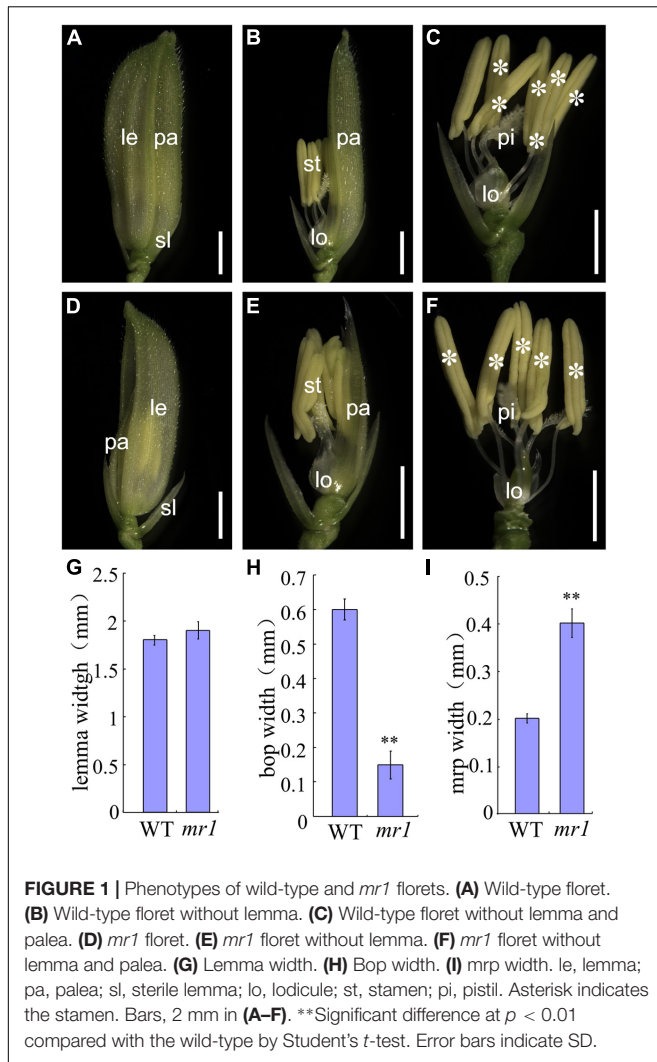 A
le
pa
sl
B
st
pa
lo
C
* * * * * * 
pi
lo
D
le
pa
sl
E
st
pa
lo
F
* * * * *
pi
lo
G
lemma widtgh（mm）
2.5
2
1.5
1
0.5
0
WT mr1
H
bop width（mm）
0.7
0.6
0.5
0.4
0.3
0.2
0.1
0
**
WT mr1
I
mrp width（mm）
0.5
0.4
0.3
0.2
0.1
0
**
WT mr1
FIGURE 1 | Phenotypes of wild-type and mr1 florets. (A) Wild-type floret.
(B) Wild-type floret without lemma. (C) Wild-type floret without lemma and
palea. (D) mr1 floret. (E) mr1 floret without lemma. (F) mr1 floret without
lemma and palea. (G) Lemma width. (H) Bop width. (I) mrp width. le, lemma;
pa, palea; sl, sterile lemma; lo, lodicule; st, stamen; pi, pistil. Asterisk indicates
the stamen. Bars, 2 mm in (A–F). **Significant difference at p < 0.01
compared with the wild-type by Student's t-test. Error bars indicate SD.